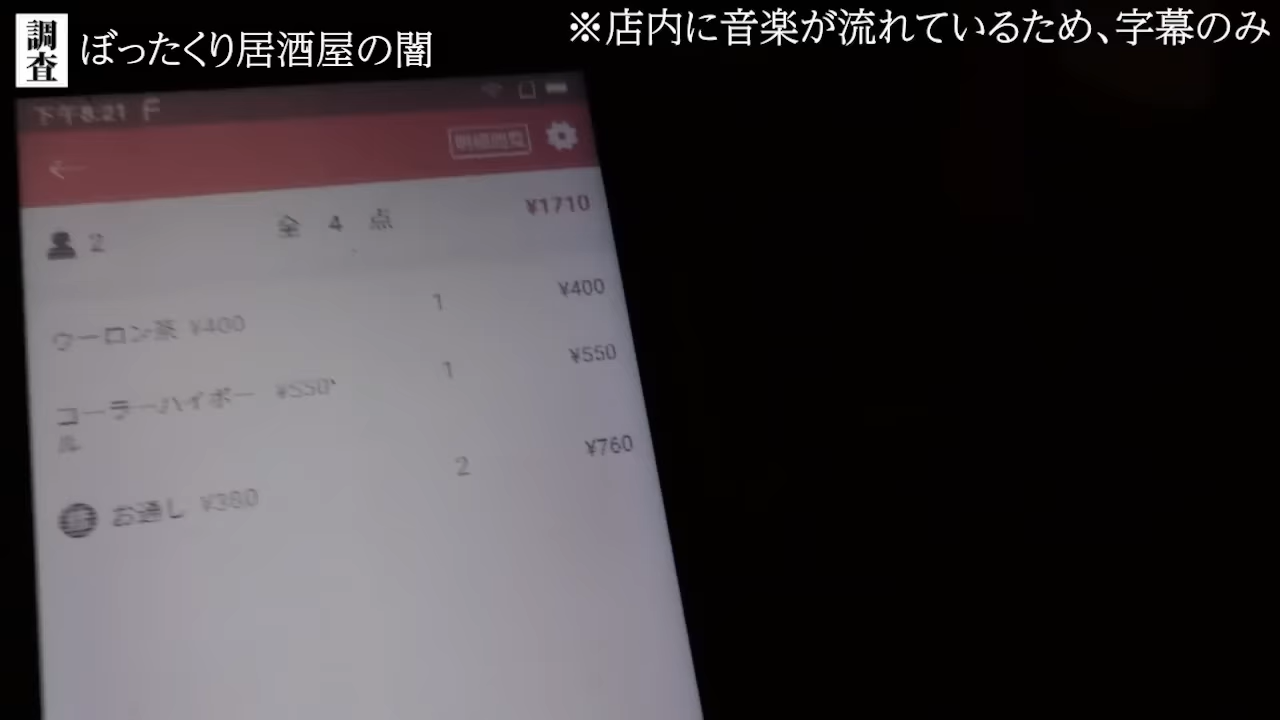 調査
ぼったくり居酒屋の闇
※店内に音楽が流れているため、字幕のみ
下午8:21
2 全 4 点 ¥1710
ウーロン茶 ¥400 1 ¥400
コーラーハイボー ¥550 1 ¥550
ル
お通し ¥380 2 ¥760